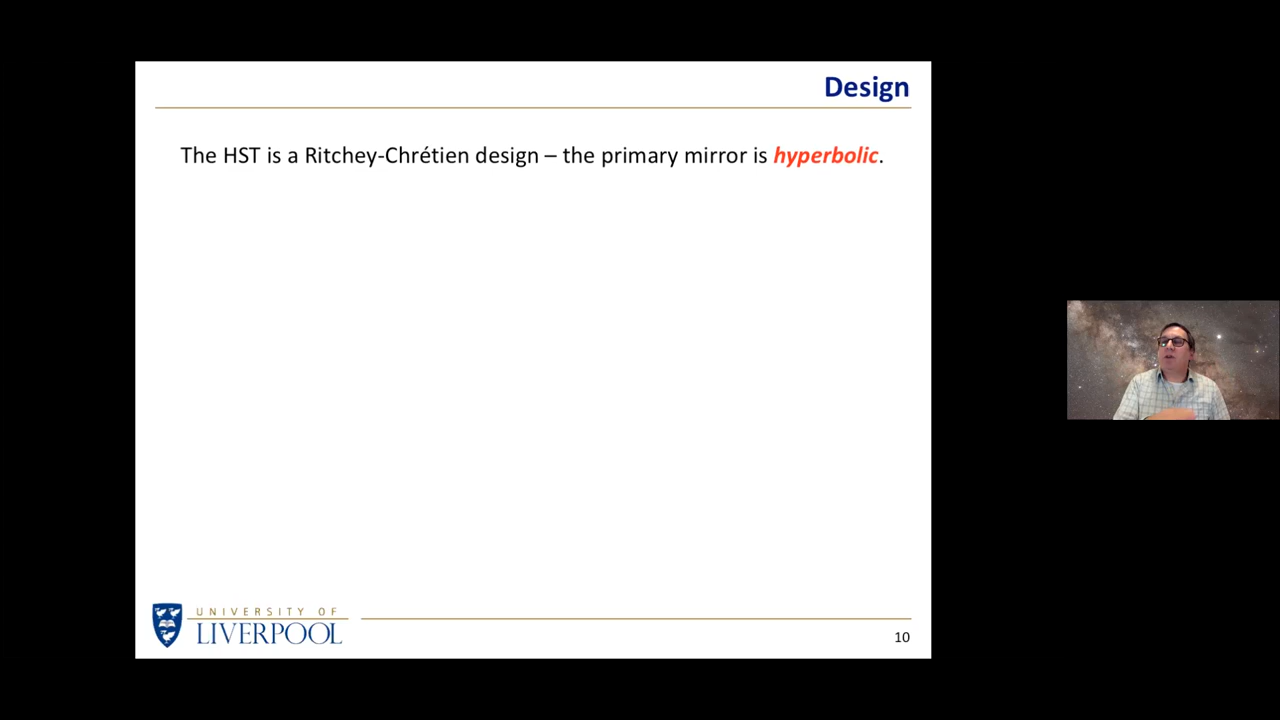 Design
The HST is a Ritchey-Chrétien design – the primary mirror is hyperbolic.
UNIVERSITY OF
LIVERPOOL
10